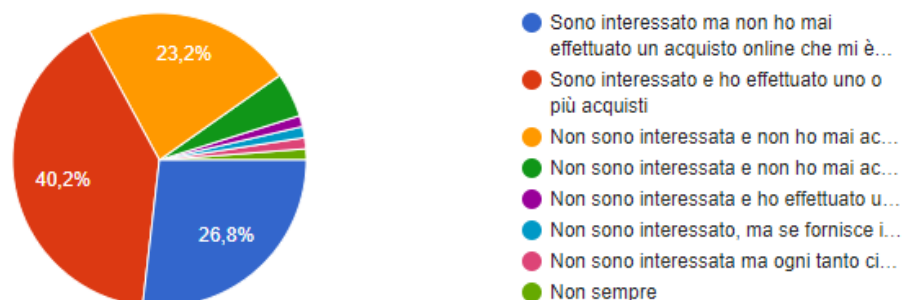 23,2%
40,2%
26,8%
Sono interessato ma non ho mai
effettuato un acquisto online che mi è...
Sono interessato e ho effettuato uno o
più acquisti
Non sono interessata e non ho mai ac...
Non sono interessata e non ho mai ac...
Non sono interessata e ho effettuato u...
Non sono interessato, ma se fornisce i...
Non sono interessata ma ogni tanto ci...
Non sempre